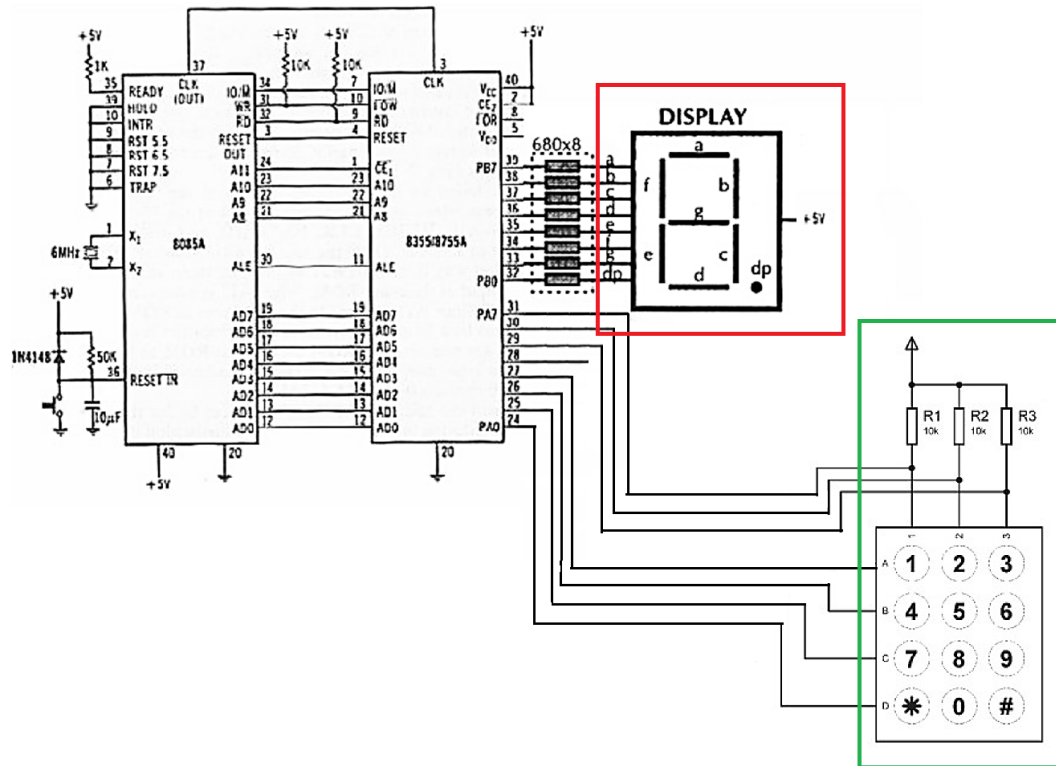 +5V
1K
35 READY
39 HOLD
10 INTR
9 RST 5.5
8 RST 6.5
7 RST 7.5
6 TRAP
1 X1
6MHz
2 X2
+5V
1N4148
50K
36 RESET IN
10µF
37
CLK
(OUT)
IO/M 34
WR 31
RD 32
RESET 3
OUT
A11 24
A10 23
A9 22
A8 21
8085A
ALE 30
AD7 19
AD6 18
AD5 17
AD4 16
AD3 15
AD2 14
AD1 13
AD0 12
40
+5V
20
+5V
10K
+5V
10K
3
CLK
7 IO/M
10 IOW
9 RD
4 RESET
1 CE1
23 A10
22 A9
21 A8
8355/8755A
11 ALE
19 AD7
18 AD6
17 AD5
16 AD4
15 AD3
14 AD2
13 AD1
12 AD0
20
+5V
VCC 40
CE2 2
IOR 8
VDD 5
PB7 39
38
37
36
35
34
33
PB0 32
PA7 31
30
29
28
27
26
25
PA0 24
680x8
a
b
c
d
e
f
g
dp
DISPLAY
a
f b
g
e c
d dp
+5V
R1
10k
R2
10k
R3
10k
1 2 3
A 1 2 3
B 4 5 6
C 7 8 9
D * 0 #